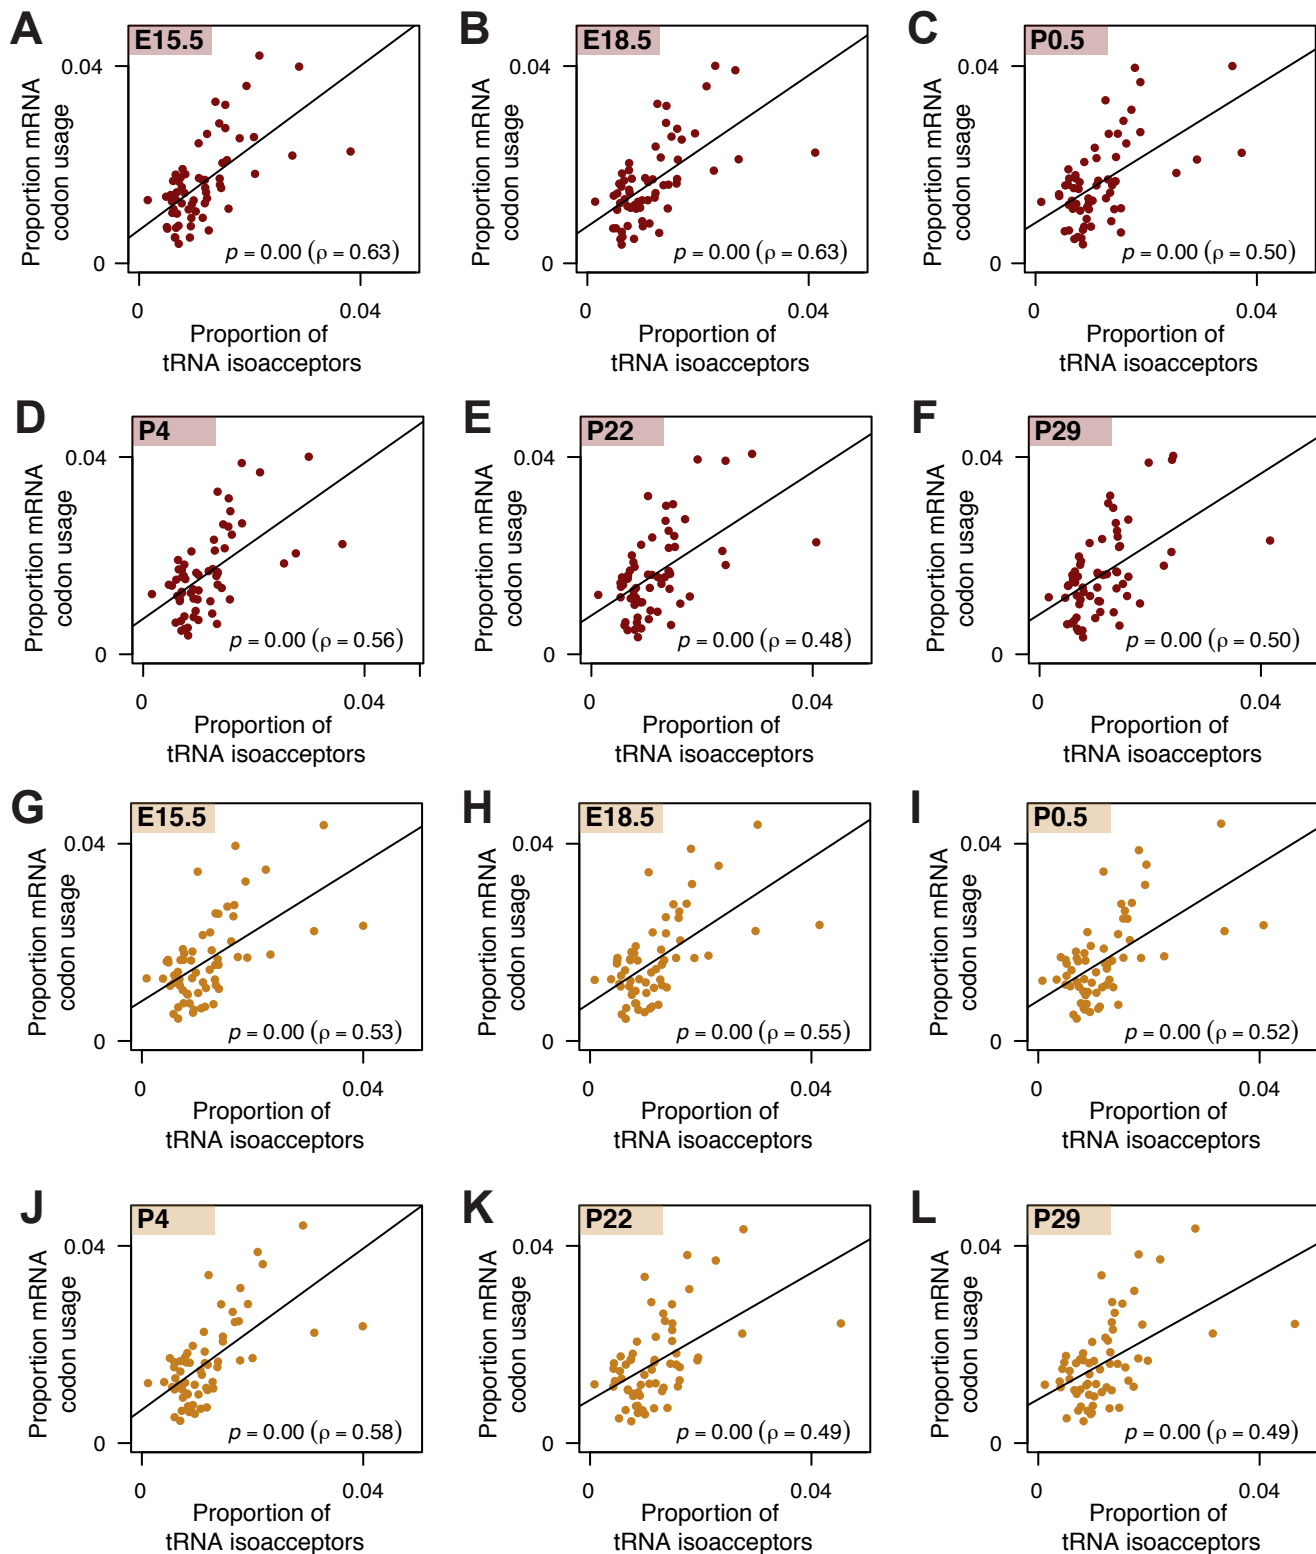 A
E15.5
0.04
0
Proportion mRNA
codon usage
p = 0.00 (ρ = 0.63)
0
0.04
Proportion of
tRNA isoacceptors
B
E18.5
0.04
0
Proportion mRNA
codon usage
p = 0.00 (ρ = 0.63)
0
0.04
Proportion of
tRNA isoacceptors
C
P0.5
0.04
0
Proportion mRNA
codon usage
p = 0.00 (ρ = 0.50)
0
0.04
Proportion of
tRNA isoacceptors
D
P4
0.04
0
Proportion mRNA
codon usage
p = 0.00 (ρ = 0.56)
0
0.04
Proportion of
tRNA isoacceptors
E
P22
0.04
0
Proportion mRNA
codon usage
p = 0.00 (ρ = 0.48)
0
0.04
Proportion of
tRNA isoacceptors
F
P29
0.04
0
Proportion mRNA
codon usage
p = 0.00 (ρ = 0.50)
0
0.04
Proportion of
tRNA isoacceptors
G
E15.5
0.04
0
Proportion mRNA
codon usage
p = 0.00 (ρ = 0.53)
0
0.04
Proportion of
tRNA isoacceptors
H
E18.5
0.04
0
Proportion mRNA
codon usage
p = 0.00 (ρ = 0.55)
0
0.04
Proportion of
tRNA isoacceptors
I
P0.5
0.04
0
Proportion mRNA
codon usage
p = 0.00 (ρ = 0.52)
0
0.04
Proportion of
tRNA isoacceptors
J
P4
0.04
0
Proportion mRNA
codon usage
p = 0.00 (ρ = 0.58)
0
0.04
Proportion of
tRNA isoacceptors
K
P22
0.04
0
Proportion mRNA
codon usage
p = 0.00 (ρ = 0.49)
0
0.04
Proportion of
tRNA isoacceptors
L
P29
0.04
0
Proportion mRNA
codon usage
p = 0.00 (ρ = 0.49)
0
0.04
Proportion of
tRNA isoacceptors